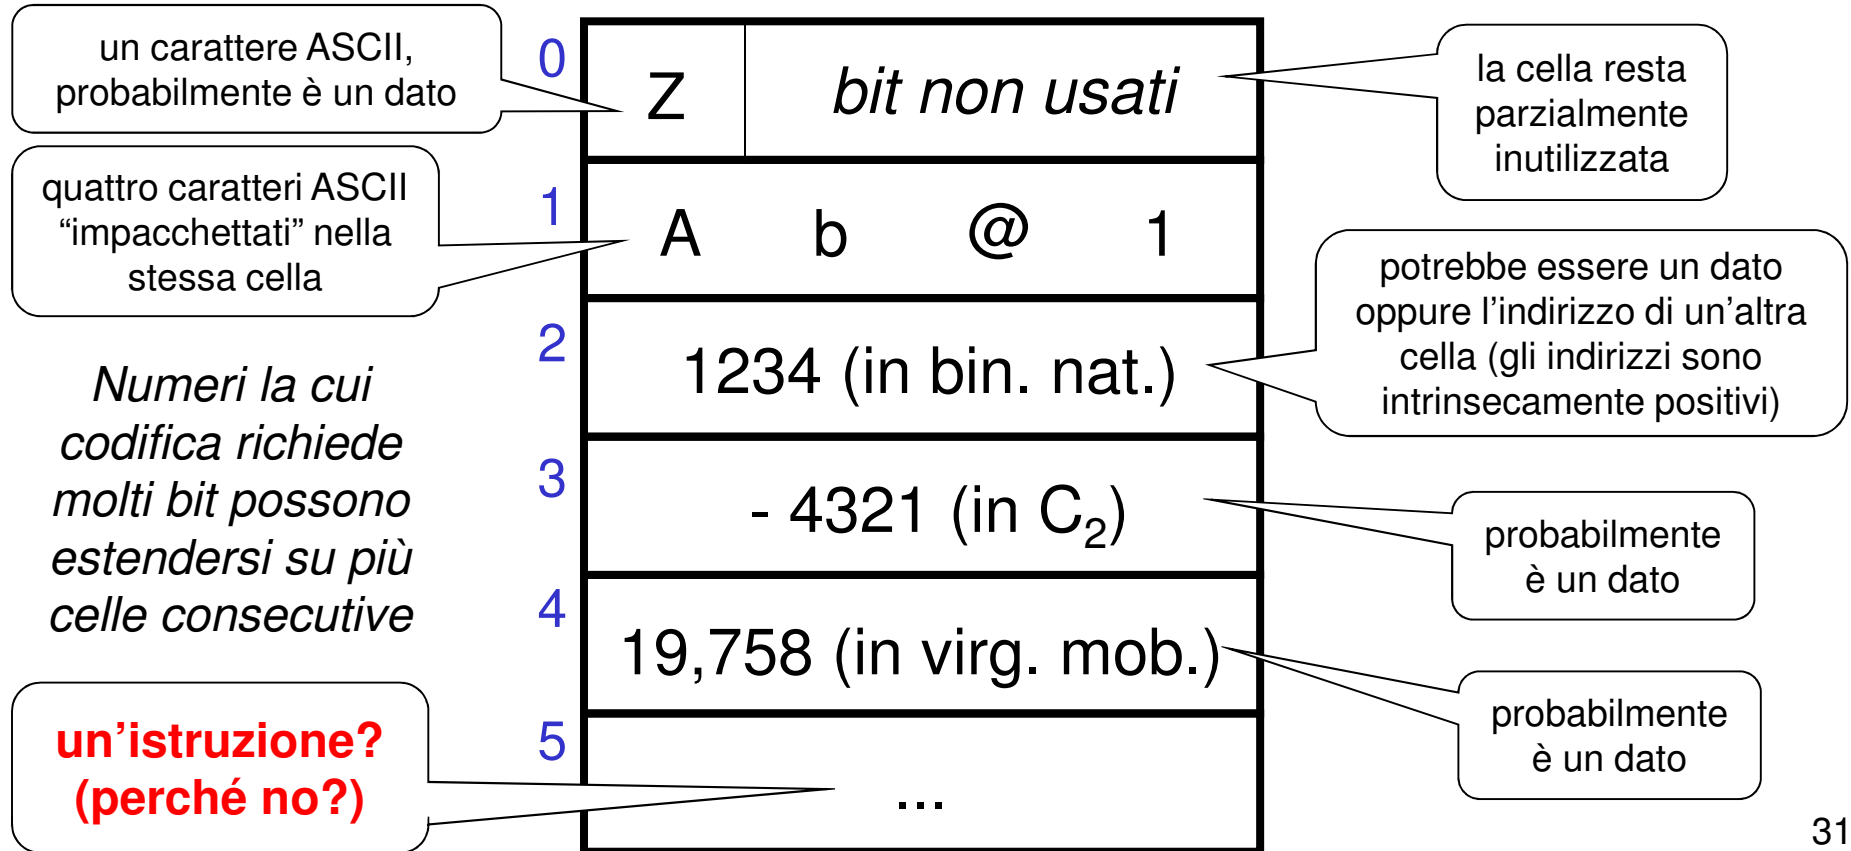 un carattere ASCII,
probabilmente è un dato
0
Z
bit non usati
la cella resta
parzialmente
inutilizzata
quattro caratteri ASCII
“impacchettati” nella
stessa cella
1
A b @ 1
2
1234 (in bin. nat.)
potrebbe essere un dato
oppure l’indirizzo di un’altra
cella (gli indirizzi sono
intrinsecamente positivi)
Numeri la cui
codifica richiede
molti bit possono
estendersi su più
celle consecutive
3
- 4321 (in C₂)
probabilmente
è un dato
4
19,758 (in virg. mob.)
probabilmente
è un dato
un’istruzione?
(perché no?)
5
...
31